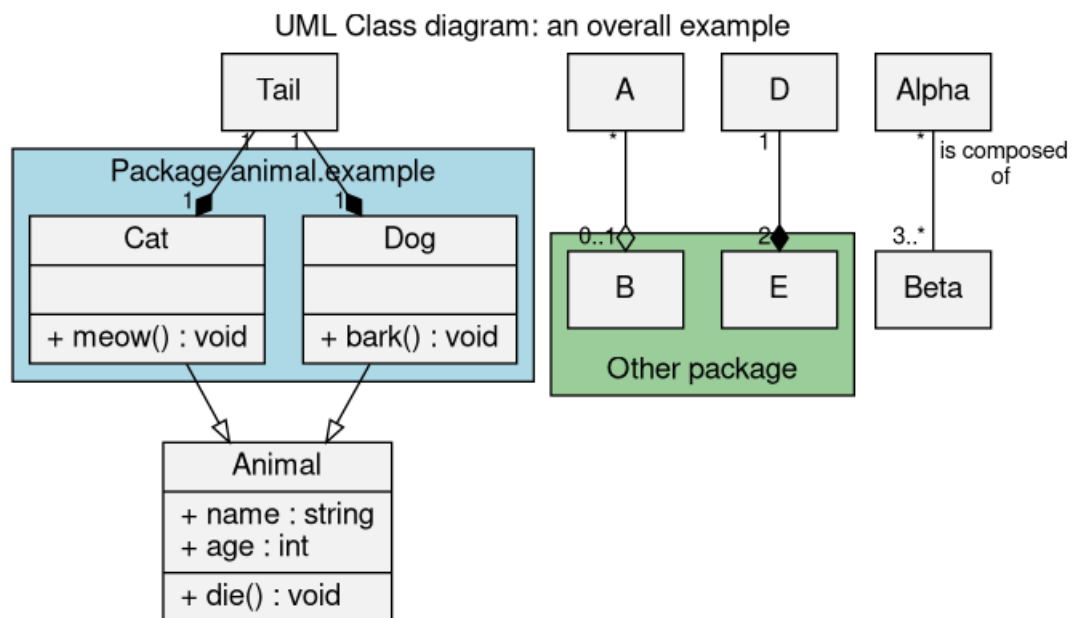 UML Class diagram: an overall example
Tail
A
D
Alpha
1
1
*
1
*
is composed
of
Package animal.example
1
1
Cat
Dog
+ meow() : void
+ bark() : void
0..1
2
3..*
B
E
Beta
Other package
Animal
+ name : string
+ age : int
+ die() : void